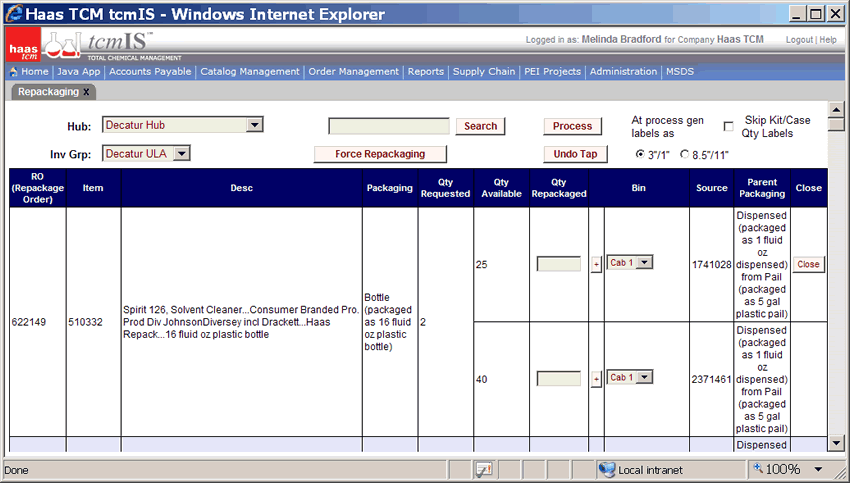 Haas TCM tcmIS - Windows Internet Explorer
haas tcm
tcmIS™
TOTAL CHEMICAL MANAGEMENT
Logged in as: Melinda Bradford for Company Haas TCM
Logout | Help
Home | Java App | Accounts Payable | Catalog Management | Order Management | Reports | Supply Chain | PEI Projects | Administration | MSDS
Repackaging x
Hub: Decatur Hub
Search
Process
At process gen
labels as
Skip Kit/Case
Qty Labels
Inv Grp: Decatur ULA
Force Repackaging
Undo Tap
3"/1"
8.5"/11"
RO
(Repackage
Order)
Item
Desc
Packaging
Qty
Requested
Qty
Available
Qty
Repackaged
Bin
Source
Parent
Packaging
Close
622149
510332
Spirit 126, Solvent Cleaner...Consumer Branded Pro.
Prod Div JohnsonDiversey incl Drackett...Haas
Repack...16 fluid oz plastic bottle
Bottle
(packaged
as 16 fluid
oz plastic
bottle)
2
25
+
Cab 1
1741028
Dispensed
(packaged
as 1 fluid
oz
dispensed)
from Pail
(packaged
as 5 gal
plastic pail)
Close
40
+
Cab 1
2371461
Dispensed
(packaged
as 1 fluid
oz
dispensed)
from Pail
(packaged
as 5 gal
plastic pail)
Dispensed
Done
Local intranet
100%